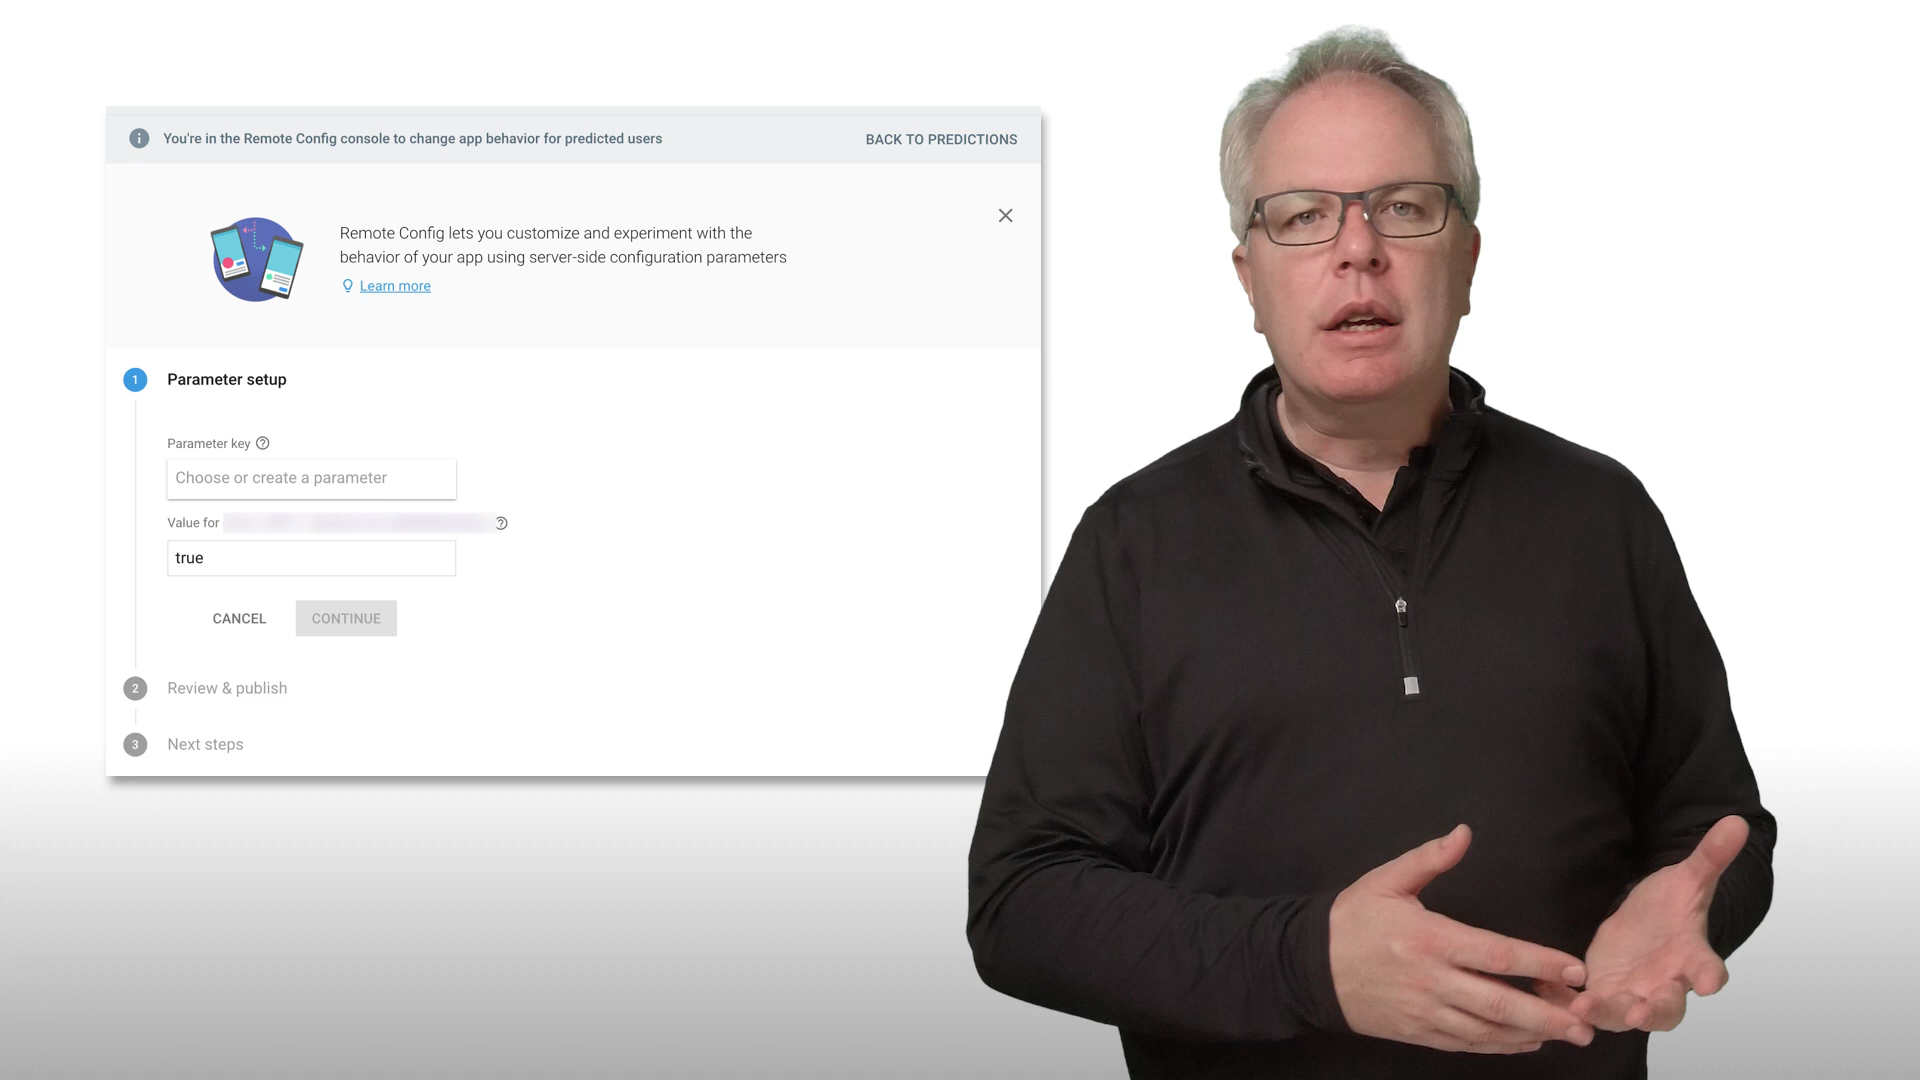 You're in the Remote Config console to change app behavior for predicted users
BACK TO PREDICTIONS
Remote Config lets you customize and experiment with the
behavior of your app using server-side configuration parameters
Learn more
1 Parameter setup
Parameter key
Choose or create a parameter
Value for
true
CANCEL CONTINUE
2 Review & publish
3 Next steps